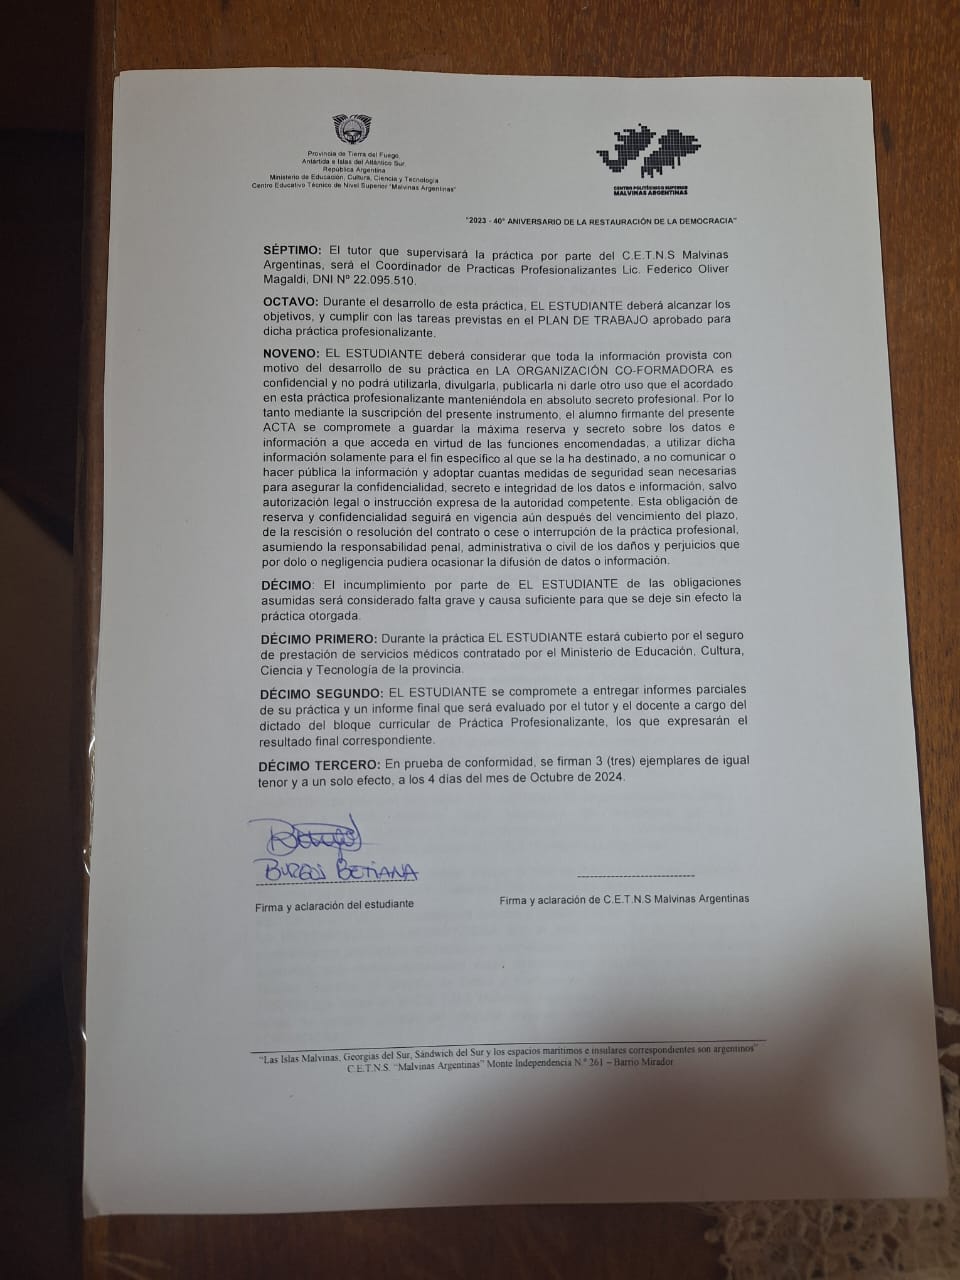 Provincia de Tierra del Fuego,
Antártida e Islas del Atlántico Sur
República Argentina
Ministerio de Educación, Cultura, Ciencia y Tecnología
Centro Educativo Técnico de Nivel Superior "Malvinas Argentinas"
CENTRO POLITÉCNICO SUPERIOR
MALVINAS ARGENTINAS
"2023 - 40° ANIVERSARIO DE LA RESTAURACIÓN DE LA DEMOCRACIA"
SÉPTIMO: El tutor que supervisará la práctica por parte del C.E.T.N.S Malvinas
Argentinas, será el Coordinador de Practicas Profesionalizantes Lic. Federico Oliver
Magaldi, DNI Nº 22.095.510.
OCTAVO: Durante el desarrollo de esta práctica, EL ESTUDIANTE deberá alcanzar los
objetivos, y cumplir con las tareas previstas en el PLAN DE TRABAJO aprobado para
dicha práctica profesionalizante.
NOVENO: EL ESTUDIANTE deberá considerar que toda la información provista con
motivo del desarrollo de su práctica en LA ORGANIZACIÓN CO-FORMADORA es
confidencial y no podrá utilizarla, divulgarla, publicarla ni darle otro uso que el acordado
en esta práctica profesionalizante manteniéndola en absoluto secreto profesional. Por lo
tanto mediante la suscripción del presente instrumento, el alumno firmante del presente
ACTA se compromete a guardar la máxima reserva y secreto sobre los datos e
información a que acceda en virtud de las funciones encomendadas, a utilizar dicha
información solamente para el fin específico al que se la ha destinado, a no comunicar o
hacer pública la información y adoptar cuantas medidas de seguridad sean necesarias
para asegurar la confidencialidad, secreto e integridad de los datos e información, salvo
autorización legal o instrucción expresa de la autoridad competente. Esta obligación de
reserva y confidencialidad seguirá en vigencia aún después del vencimiento del plazo,
de la rescisión o resolución del contrato o cese o interrupción de la práctica profesional,
asumiendo la responsabilidad penal, administrativa o civil de los daños y perjuicios que
por dolo o negligencia pudiera ocasionar la difusión de datos o información.
DÉCIMO: El incumplimiento por parte de EL ESTUDIANTE de las obligaciones
asumidas será considerado falta grave y causa suficiente para que se deje sin efecto la
práctica otorgada.
DÉCIMO PRIMERO: Durante la práctica EL ESTUDIANTE estará cubierto por el seguro
de prestación de servicios médicos contratado por el Ministerio de Educación, Cultura,
Ciencia y Tecnología de la provincia.
DÉCIMO SEGUNDO: EL ESTUDIANTE se compromete a entregar informes parciales
de su práctica y un informe final que será evaluado por el tutor y el docente a cargo del
dictado del bloque curricular de Práctica Profesionalizante, los que expresarán el
resultado final correspondiente.
DÉCIMO TERCERO: En prueba de conformidad, se firman 3 (tres) ejemplares de igual
tenor y a un solo efecto, a los 4 días del mes de Octubre de 2024.
BURGOS BETIANA
Firma y aclaración del estudiante
Firma y aclaración de C.E.T.N.S Malvinas Argentinas
"Las Islas Malvinas, Georgias del Sur, Sándwich del Sur y los espacios marítimos e insulares correspondientes son argentinos"
C.E.T.N.S. "Malvinas Argentinas" Monte Independencia N.º 261 – Barrio Mirador